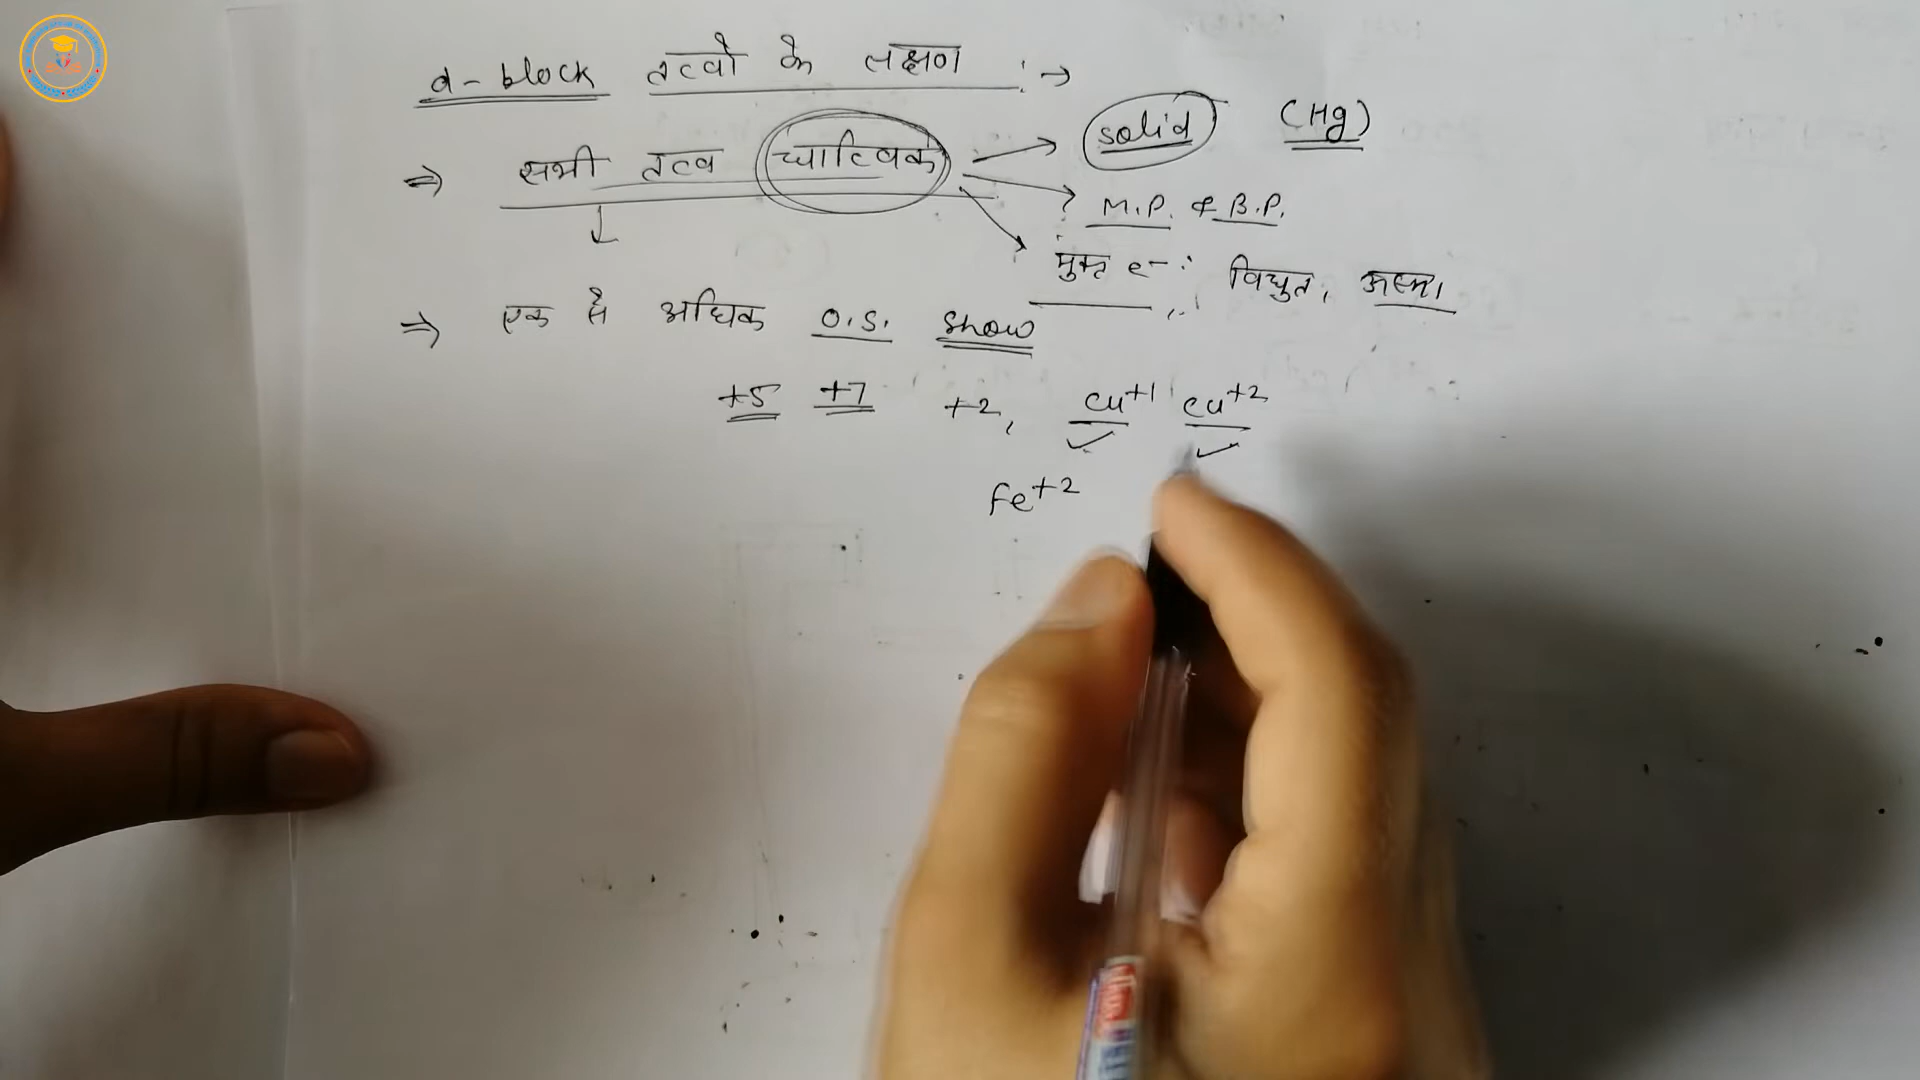 d-block तत्वो के लक्षण :→
⇒ सभी तत्व धात्विक → solid (Hg)
→ M.P. & B.P.
मुक्त e- : विद्युत, ऊष्मा
⇒ एक से अधिक O.S. show
+5 +7 +2, Cu+1 Cu+2
Fe+2